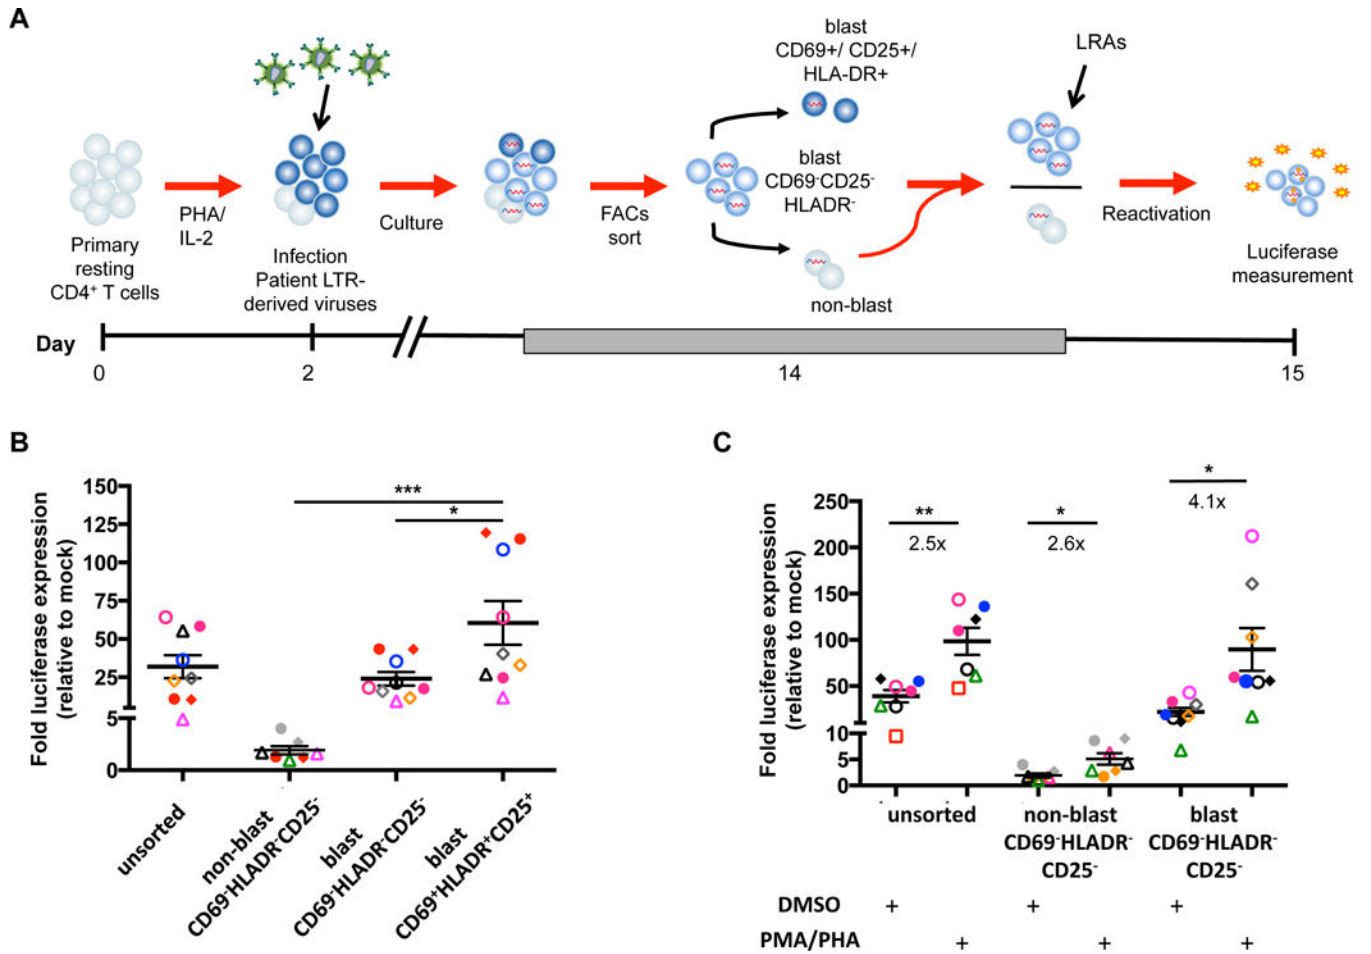 A
blast
CD69+/ CD25+/
HLA-DR+
LRAs
blast
CD69-CD25-
HLADR-
PHA/
IL-2
Culture
FACs
sort
Reactivation
Primary
resting
CD4+ T cells
Infection
Patient LTR-
derived viruses
non-blast
Luciferase
measurement
Day
0
2
14
15
B
Fold luciferase expression
(relative to mock)
150
125
100
75
50
25
5
0
***
*
unsorted
non-blast
CD69-HLADR-CD25-
blast
CD69-HLADR-CD25-
blast
CD69+HLADR+CD25+
C
Fold luciferase expression
(relative to mock)
250
200
150
100
50
10
5
0
**
2.5x
*
2.6x
*
4.1x
unsorted
non-blast
CD69-HLADR-
CD25-
blast
CD69-HLADR-
CD25-
DMSO + + +
PMA/PHA + + +